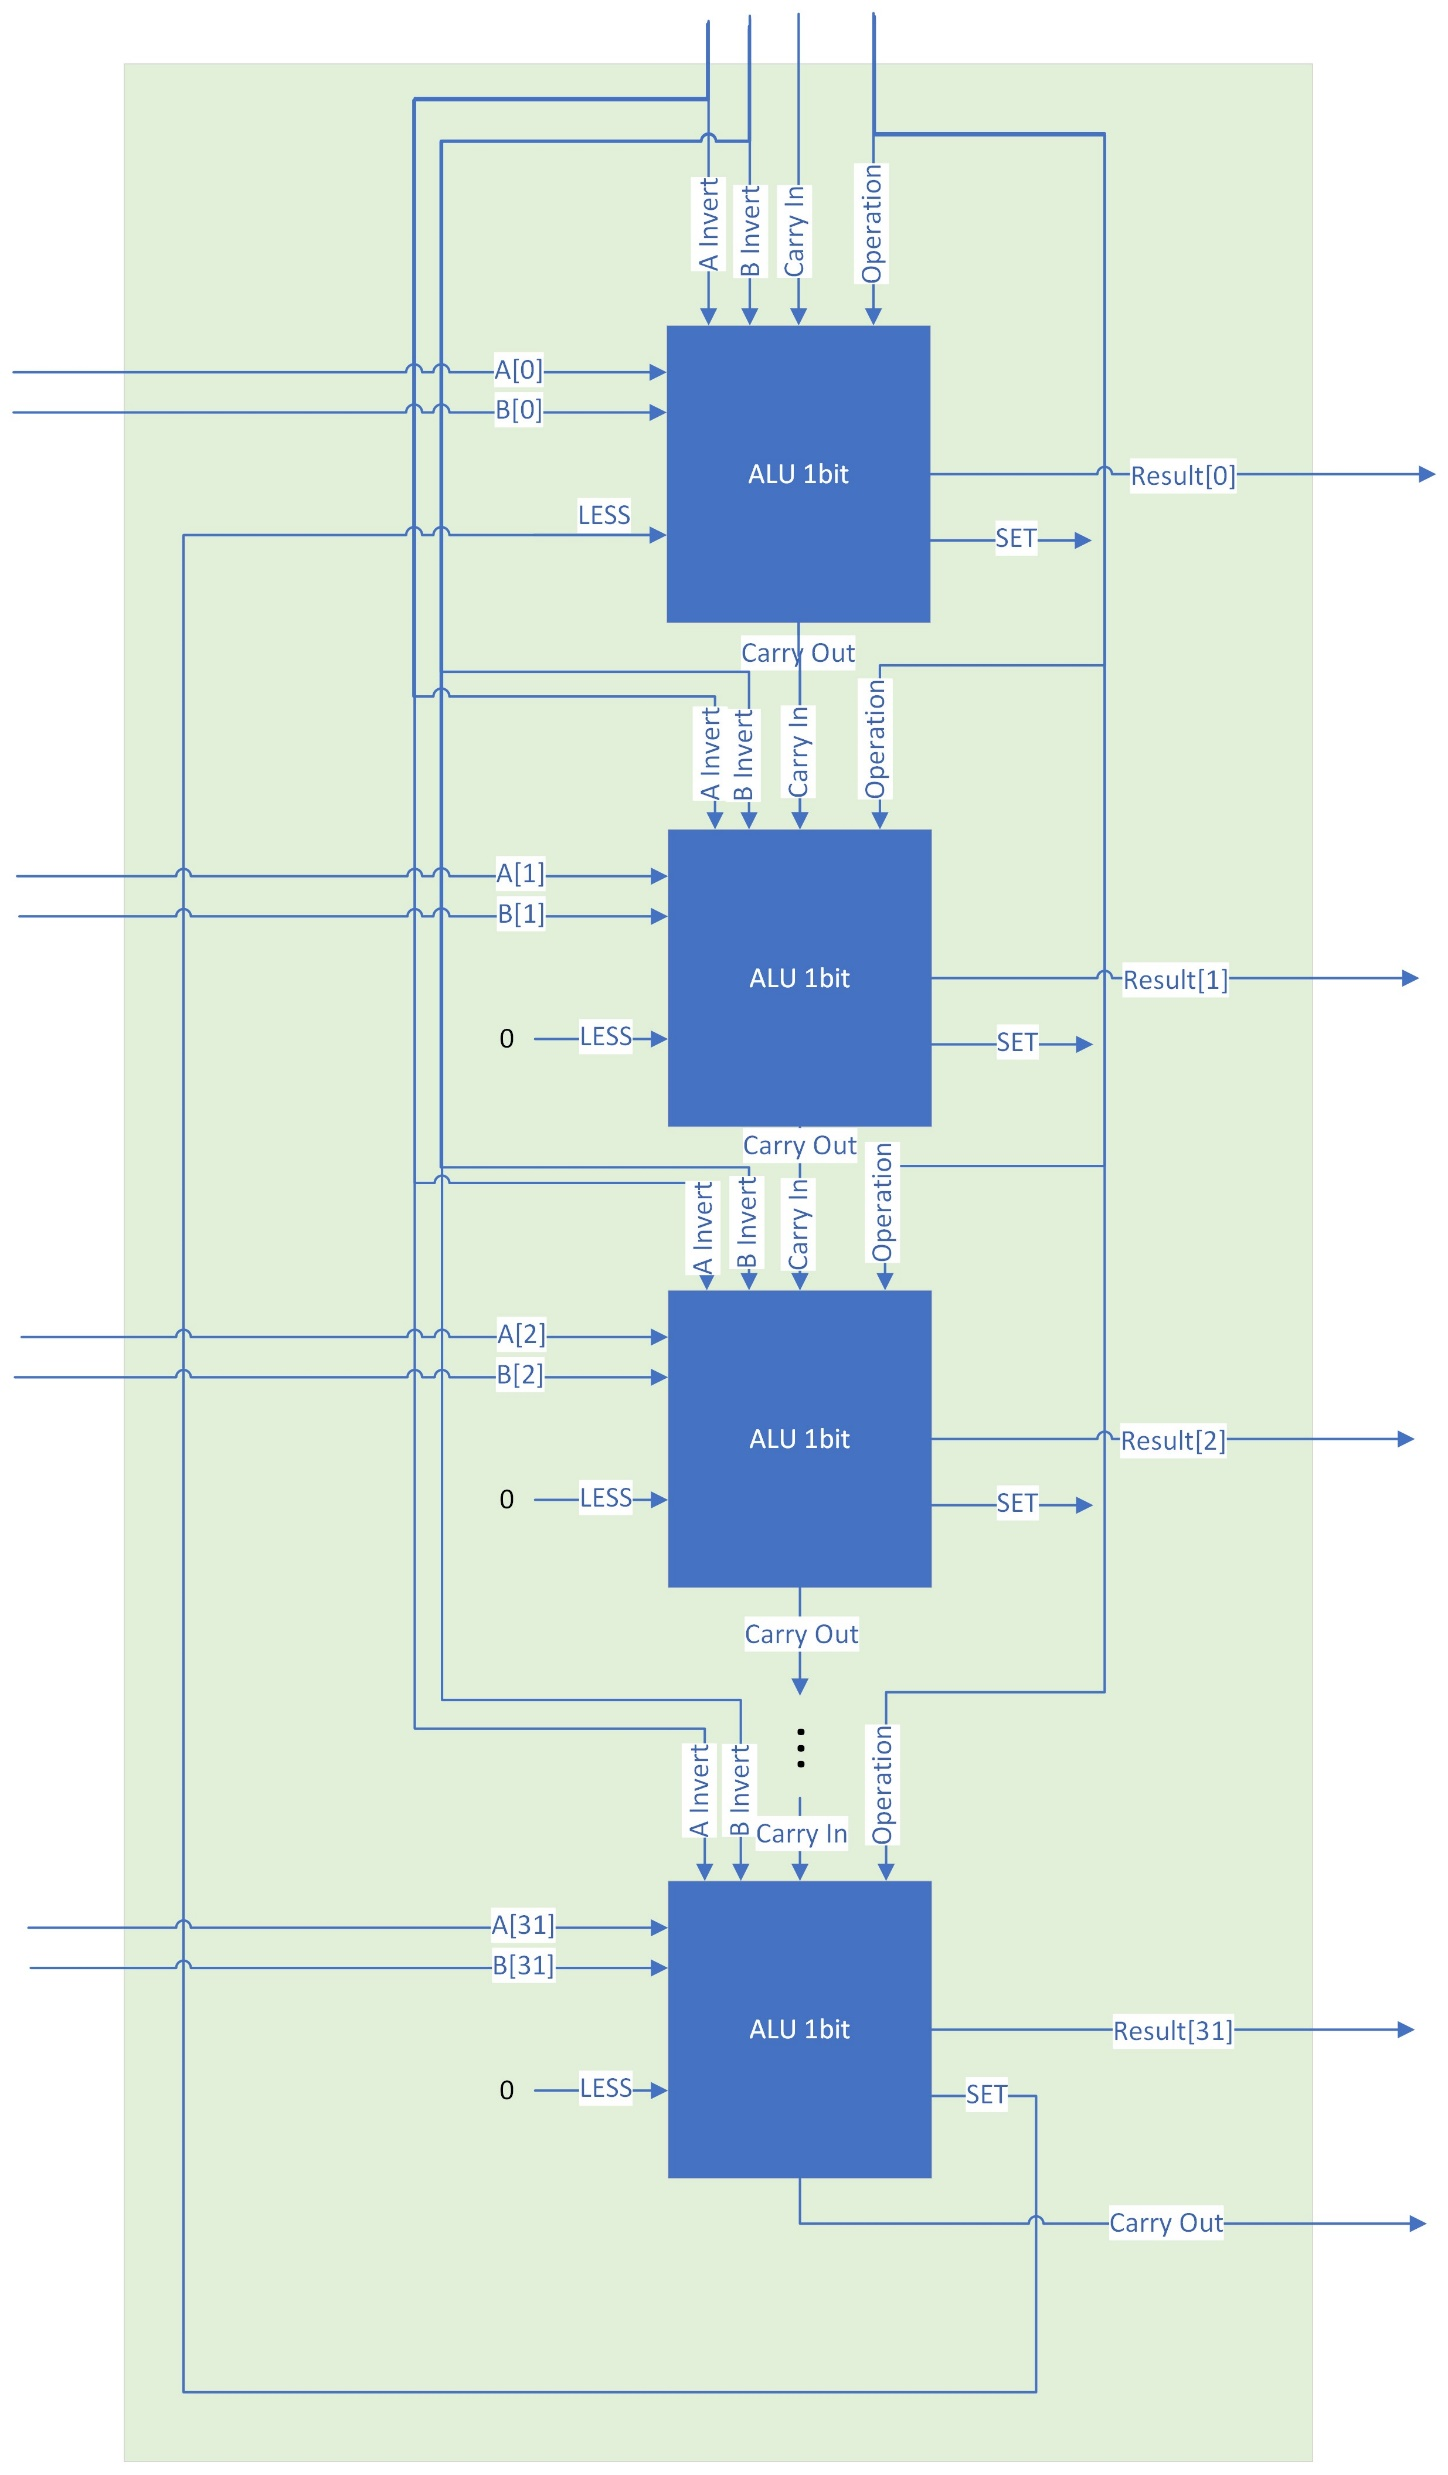 A Invert
B Invert
Carry In
Operation
A[0]
B[0]
ALU 1bit
Result[0]
LESS
SET
Carry Out
A Invert
B Invert
Carry In
Operation
A[1]
B[1]
ALU 1bit
Result[1]
0
LESS
SET
Carry Out
A Invert
B Invert
Carry In
Operation
A[2]
B[2]
ALU 1bit
Result[2]
0
LESS
SET
Carry Out
A Invert
B Invert
Carry In
Operation
A[31]
B[31]
ALU 1bit
Result[31]
0
LESS
SET
Carry Out